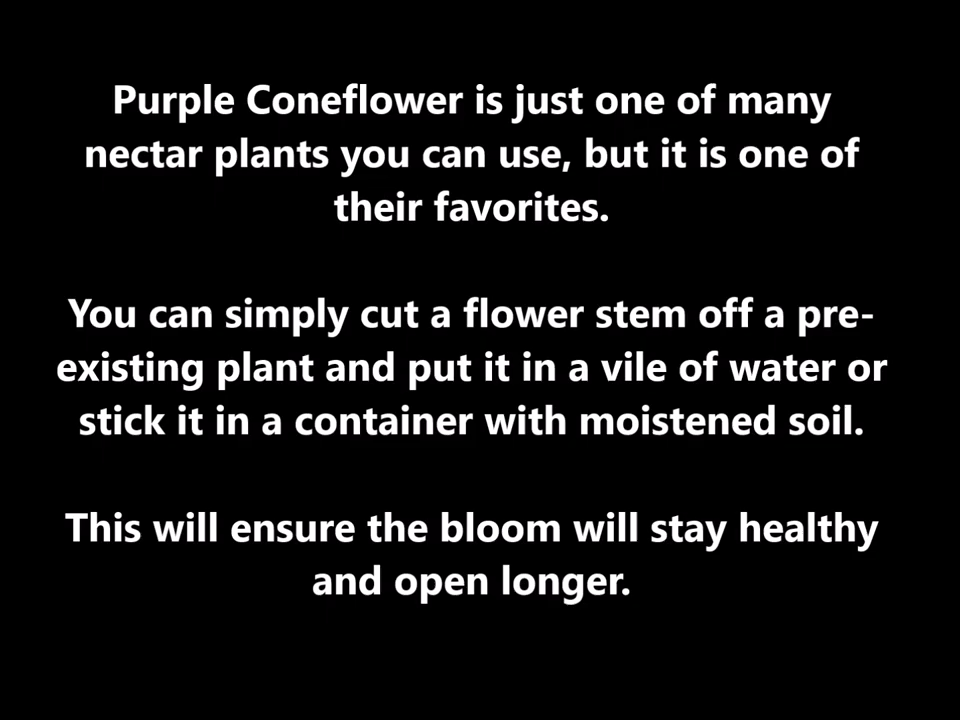 Purple Coneflower is just one of many
nectar plants you can use, but it is one of
their favorites.
You can simply cut a flower stem off a pre-
existing plant and put it in a vile of water or
stick it in a container with moistened soil.
This will ensure the bloom will stay healthy
and open longer.